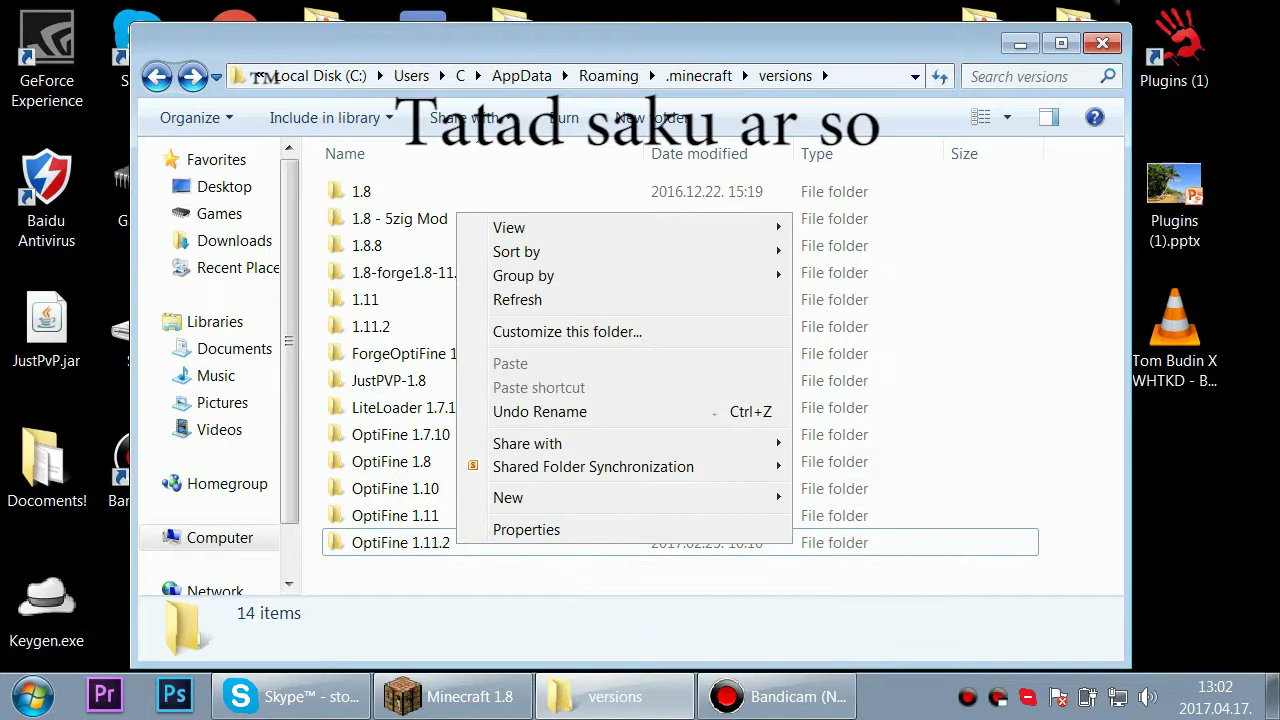 GeForce
Experience
Baidu
Antivirus
JustPvP.jar
Docoments!
Keygen.exe
Local Disk (C:)
Users
C
AppData
Roaming
.minecraft
versions
Search versions
™
Tatad saku ar so
Organize
Include in library
Share with
Burn
New folder
Name
Date modified
Type
Size
Favorites
Desktop
Games
Downloads
Recent Place
Libraries
Documents
Music
Pictures
Videos
Homegroup
Computer
Network
1.8 2016.12.22. 15:19 File folder
1.8 - 5zig Mod File folder
1.8.8 File folder
1.8-forge1.8-11. File folder
1.11 File folder
1.11.2 File folder
ForgeOptiFine 1 File folder
JustPVP-1.8 File folder
LiteLoader 1.7.1 File folder
OptiFine 1.7.10 File folder
OptiFine 1.8 File folder
OptiFine 1.10 File folder
OptiFine 1.11 File folder
OptiFine 1.11.2 File folder
View
Sort by
Group by
Refresh
Customize this folder...
Paste
Paste shortcut
Undo Rename Ctrl+Z
Share with
Shared Folder Synchronization
New
Properties
14 items
Plugins (1)
Plugins
(1).pptx
Tom Budin X
WHTKD - B...
Pr
Ps
Skype™ - sto...
Minecraft 1.8
versions
Bandicam (N...
13:02
2017.04.17.